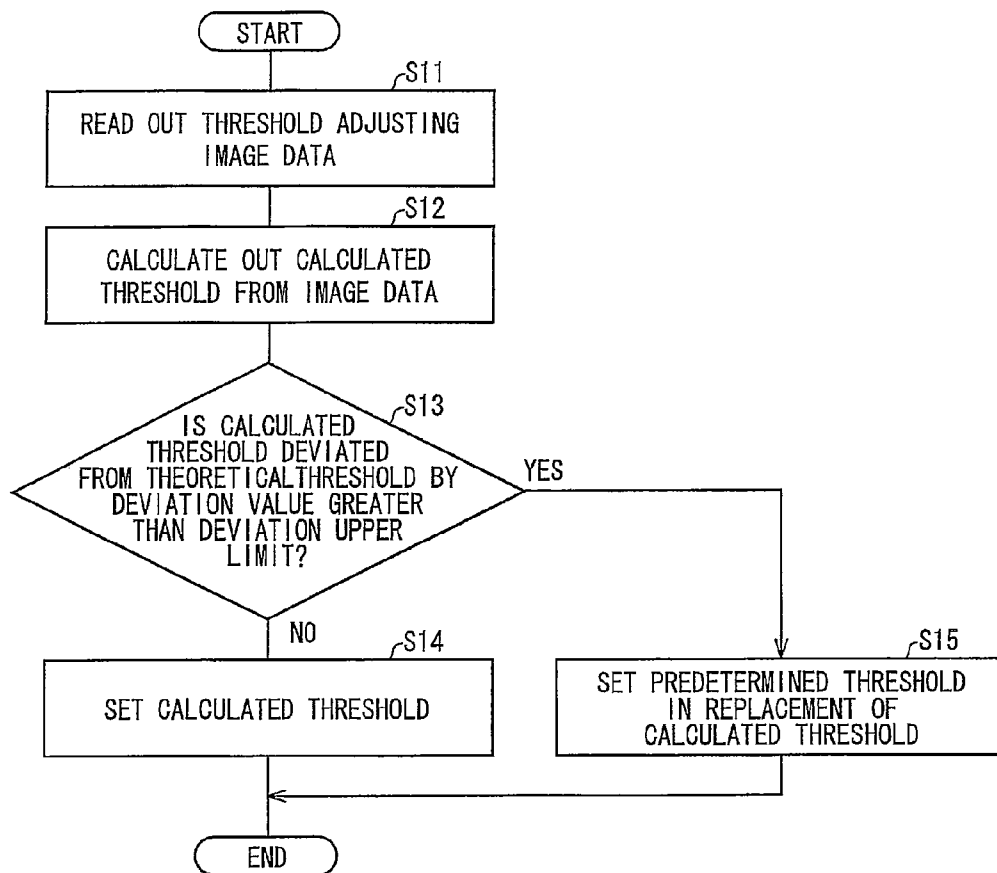 START
S11
READ OUT THRESHOLD ADJUSTING
IMAGE DATA
S12
CALCULATE OUT CALCULATED
THRESHOLD FROM IMAGE DATA
S13
IS CALCULATED
THRESHOLD DEVIATED
FROM THEORETICALTHRESHOLD BY
DEVIATION VALUE GREATER
THAN DEVIATION UPPER
LIMIT?
YES
NO
S14
SET CALCULATED THRESHOLD
S15
SET PREDETERMINED THRESHOLD
IN REPLACEMENT OF
CALCULATED THRESHOLD
END